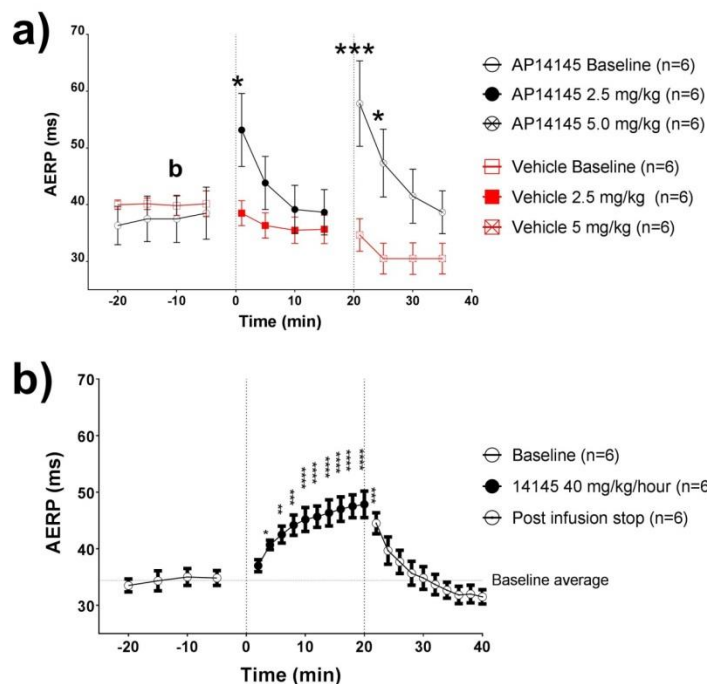 a)
70
60
50
40
30
AERP (ms)
*
***
*
b
-20
-10
0
10
20
30
40
Time (min)
AP14145 Baseline (n=6)
AP14145 2.5 mg/kg (n=6)
AP14145 5.0 mg/kg (n=6)
Vehicle Baseline (n=6)
Vehicle 2.5 mg/kg (n=6)
Vehicle 5 mg/kg (n=6)
b)
70
60
50
40
30
AERP (ms)
*
**
***
****
****
****
****
****
****
***
-20
-10
0
10
20
30
40
Time (min)
Baseline (n=6)
14145 40 mg/kg/hour (n=6
Post infusion stop (n=6)
Baseline average